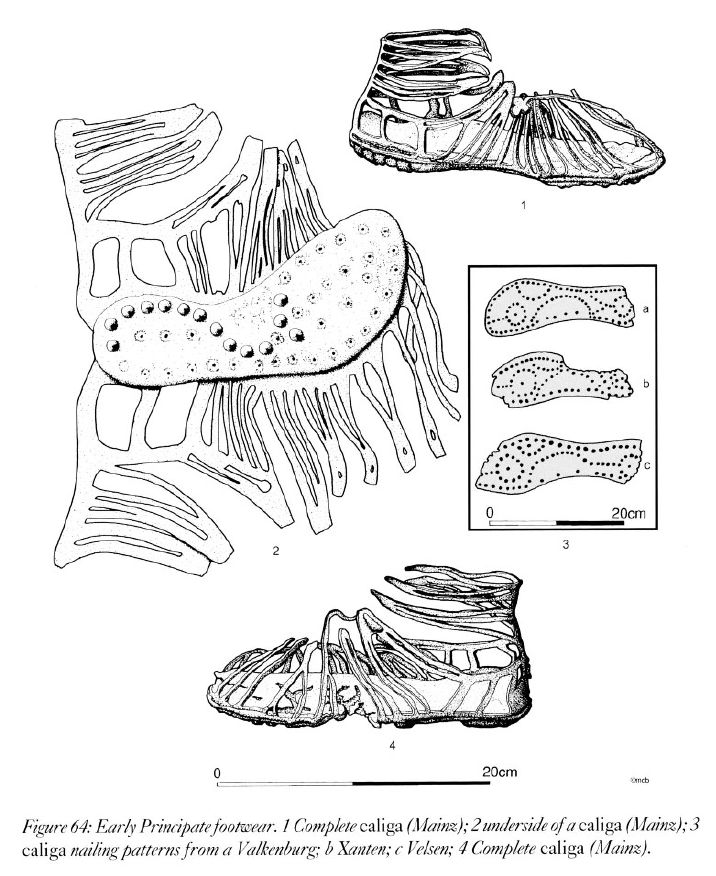 1
a
b
c
0 20cm
2
3
4
0 20cm
©mcb
Figure 64: Early Principate footwear. 1 Complete caliga (Mainz); 2 underside of a caliga (Mainz); 3
caliga nailing patterns from a Valkenburg; b Xanten; c Velsen; 4 Complete caliga (Mainz).